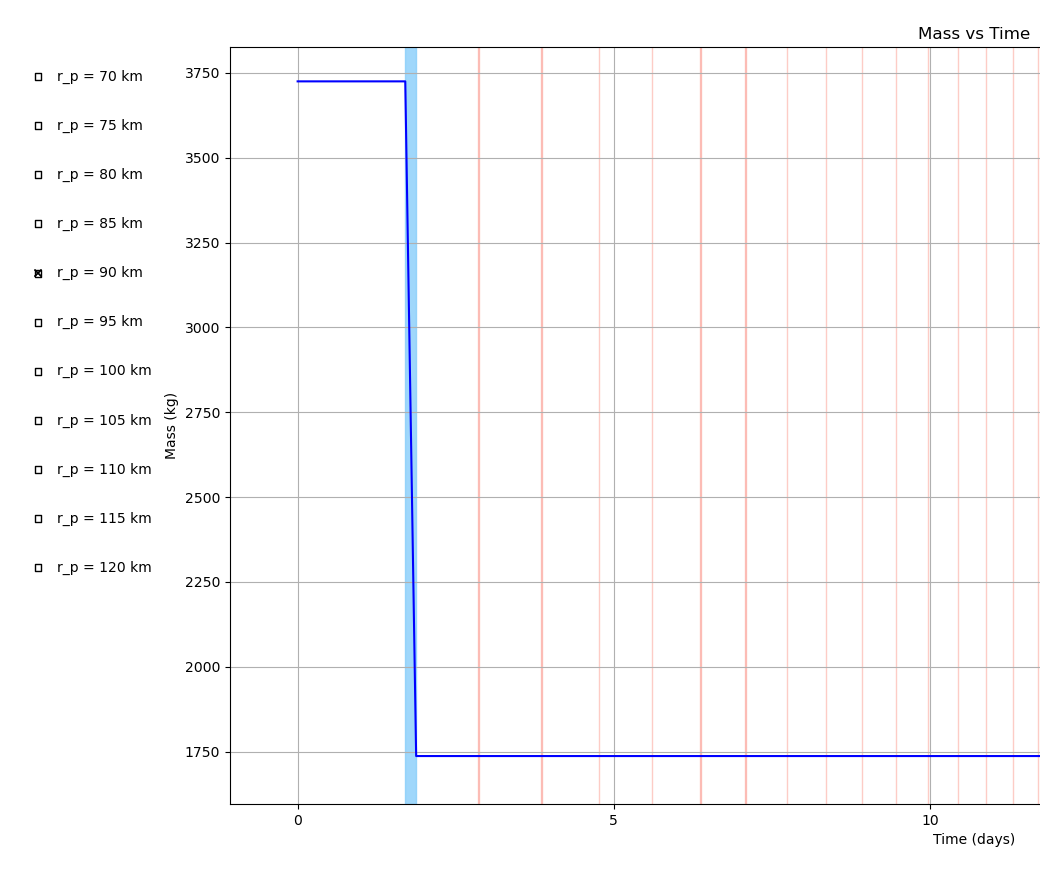 Mass vs Time
r_p = 70 km
r_p = 75 km
r_p = 80 km
r_p = 85 km
r_p = 90 km
r_p = 95 km
r_p = 100 km
r_p = 105 km
r_p = 110 km
r_p = 115 km
r_p = 120 km
Mass (kg)
3750
3500
3250
3000
2750
2500
2250
2000
1750
0 5 10
Time (days)